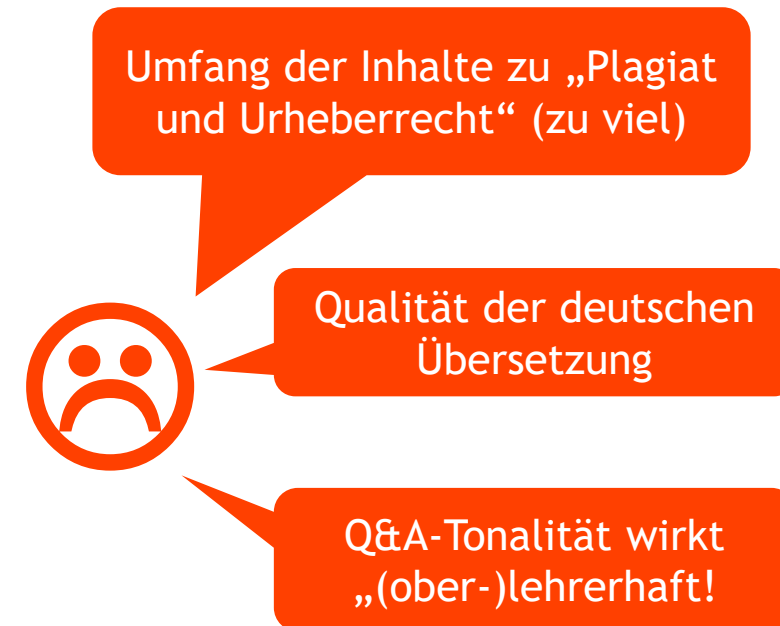 Umfang der Inhalte zu „Plagiat
und Urheberrecht“ (zu viel)
Qualität der deutschen
Übersetzung
Q&A-Tonalität wirkt
„(ober-)lehrerhaft!